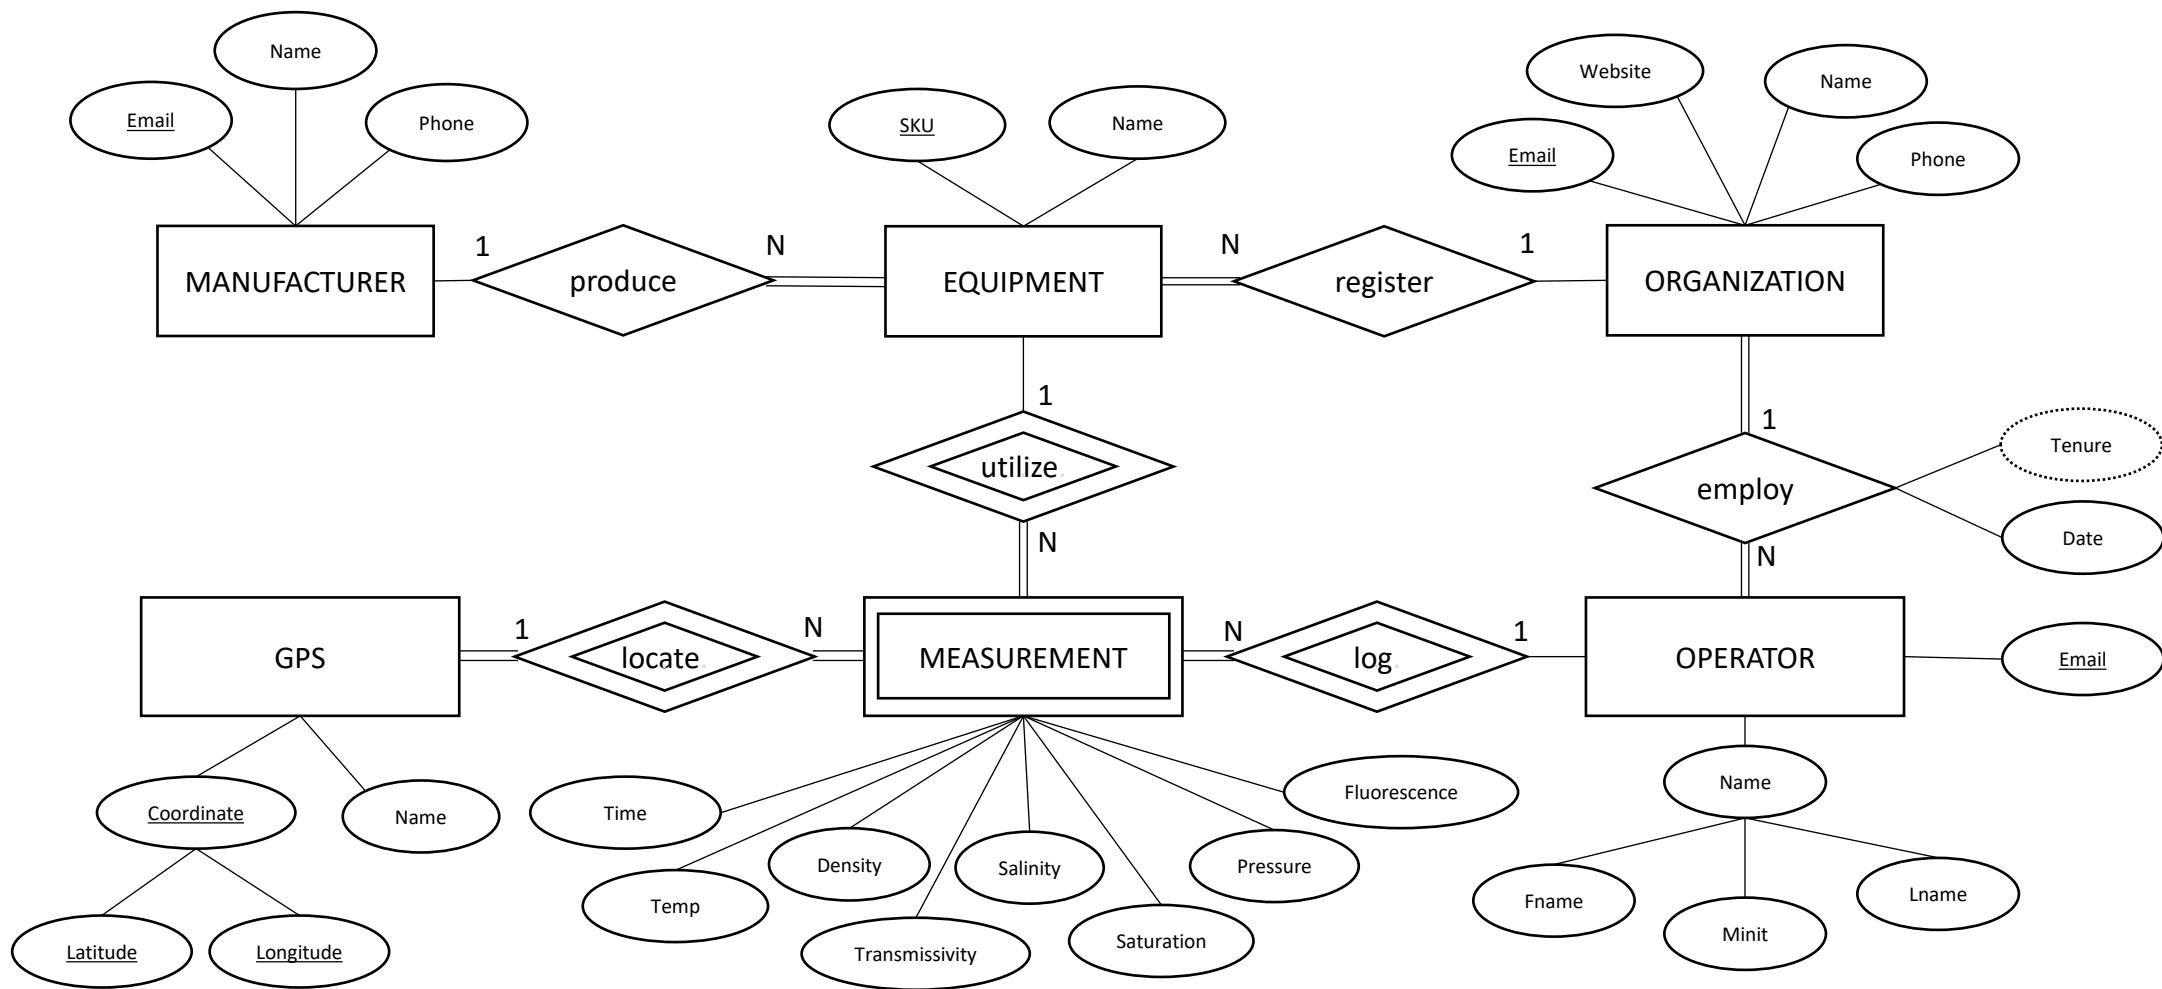 Name
Email
Phone
Website
Name
SKU
Name
Email
Phone
1
N
N
1
MANUFACTURER
produce
EQUIPMENT
register
ORGANIZATION
1
1
Tenure
utilize
employ
Date
N
N
1
N
N
1
GPS
locate
MEASUREMENT
log
OPERATOR
Email
Name
Fluorescence
Coordinate
Name
Time
Density
Salinity
Pressure
Temp
Fname
Lname
Latitude
Longitude
Transmissivity
Saturation
Minit